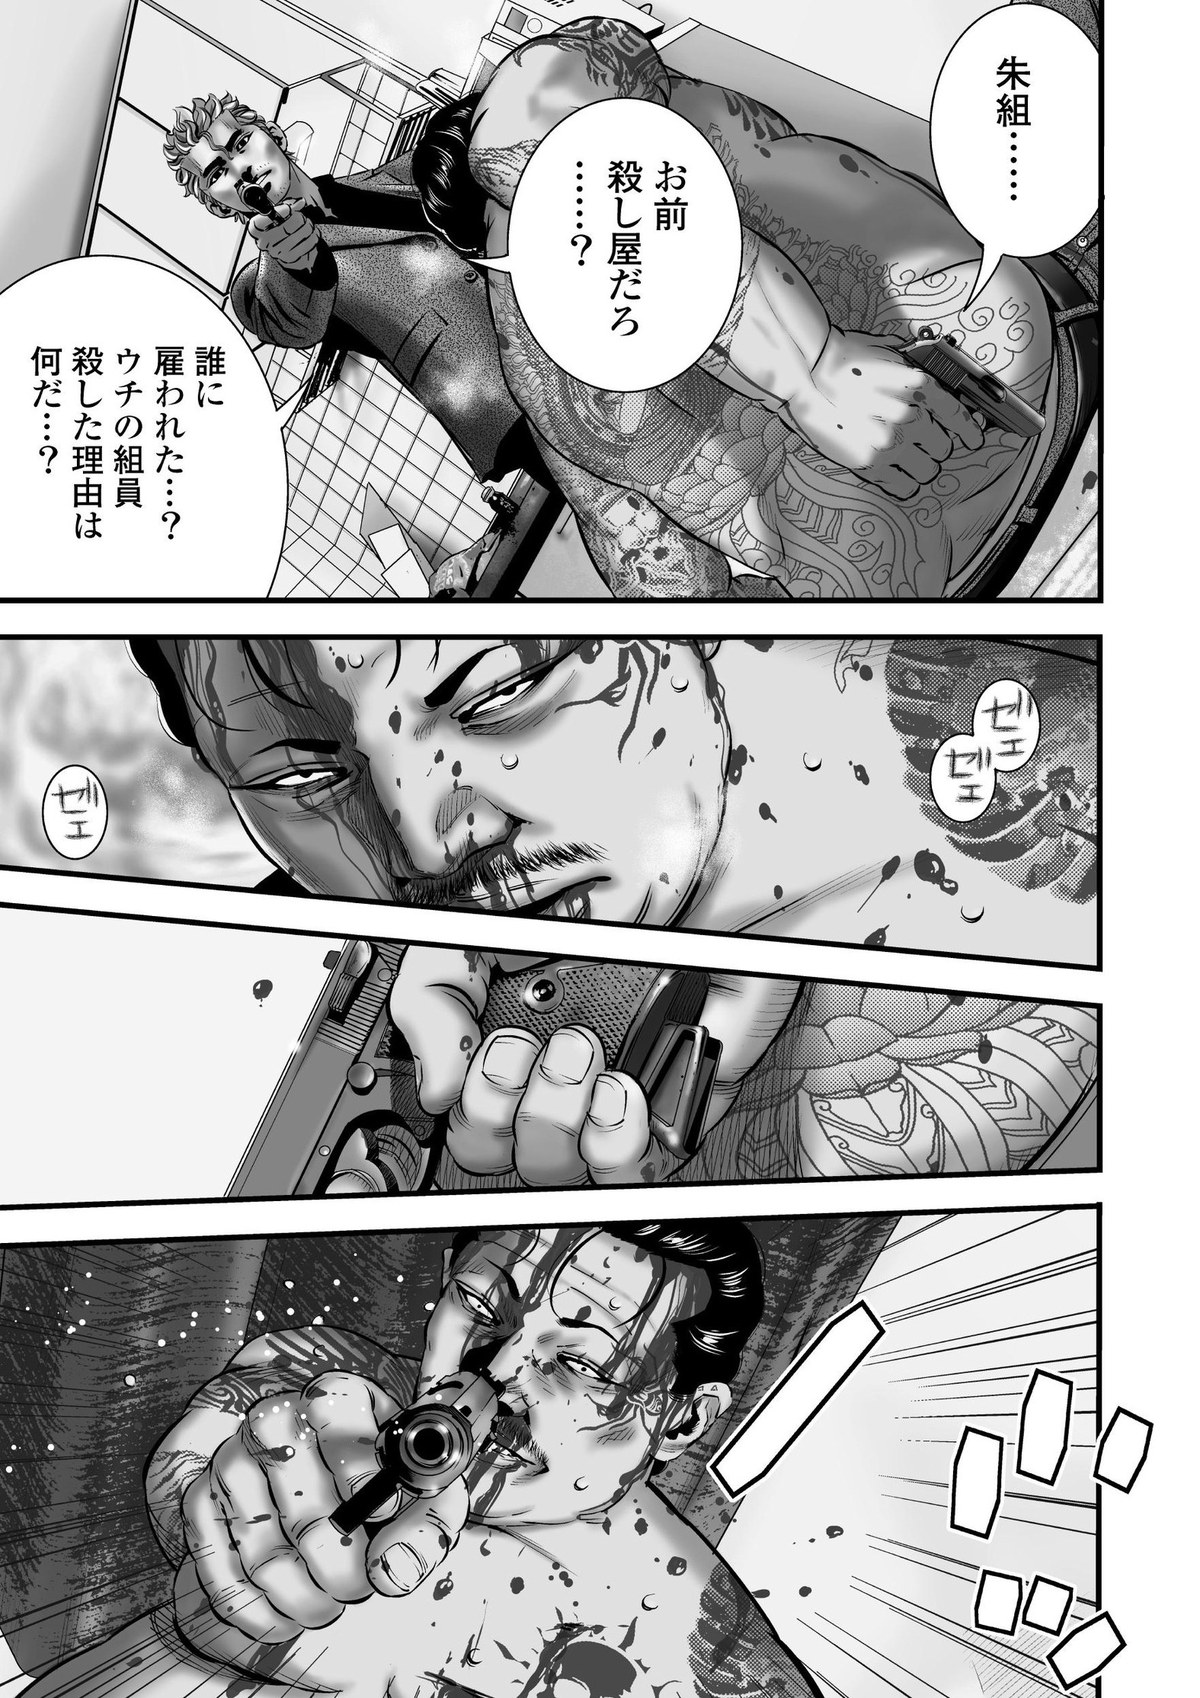 朱組……
お前
殺し屋だろ
……？
誰に
雇われた…？
ウチの組員
殺した理由は
何だ…？
ゼェ
ゼェ
ゼェ